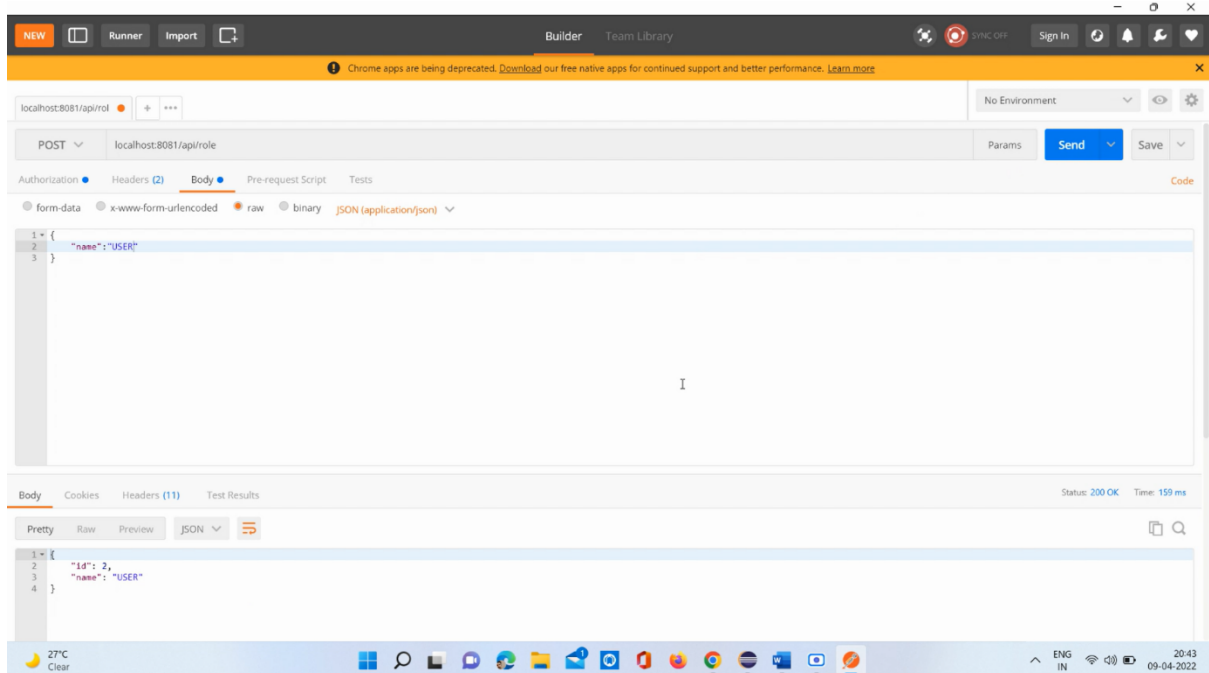 NEW Runner Import Builder Team Library SYNC OFF Sign In
Chrome apps are being deprecated. Download our free native apps for continued support and better performance. Learn more
localhost:8081/api/rol + ••• No Environment
POST localhost:8081/api/role Params Send Save
Authorization Headers (2) Body Pre-request Script Tests Code
form-data x-www-form-urlencoded raw binary JSON (application/json)
1 {
2 "name":"USER"
3 }
Body Cookies Headers (11) Test Results Status: 200 OK Time: 159 ms
Pretty Raw Preview JSON
1 {
2 "id": 2,
3 "name": "USER"
4 }
27°C ENG 20:43
Clear IN 09-04-2022